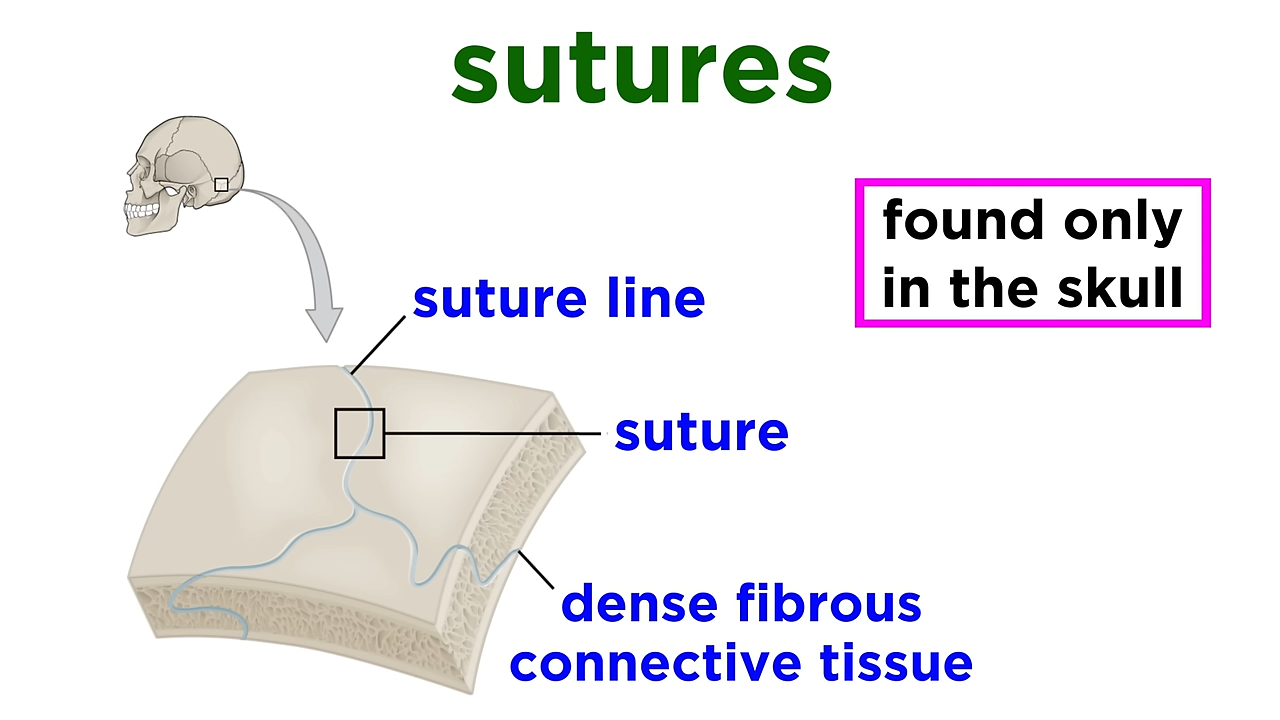 sutures
found only
in the skull
suture line
suture
dense fibrous
connective tissue